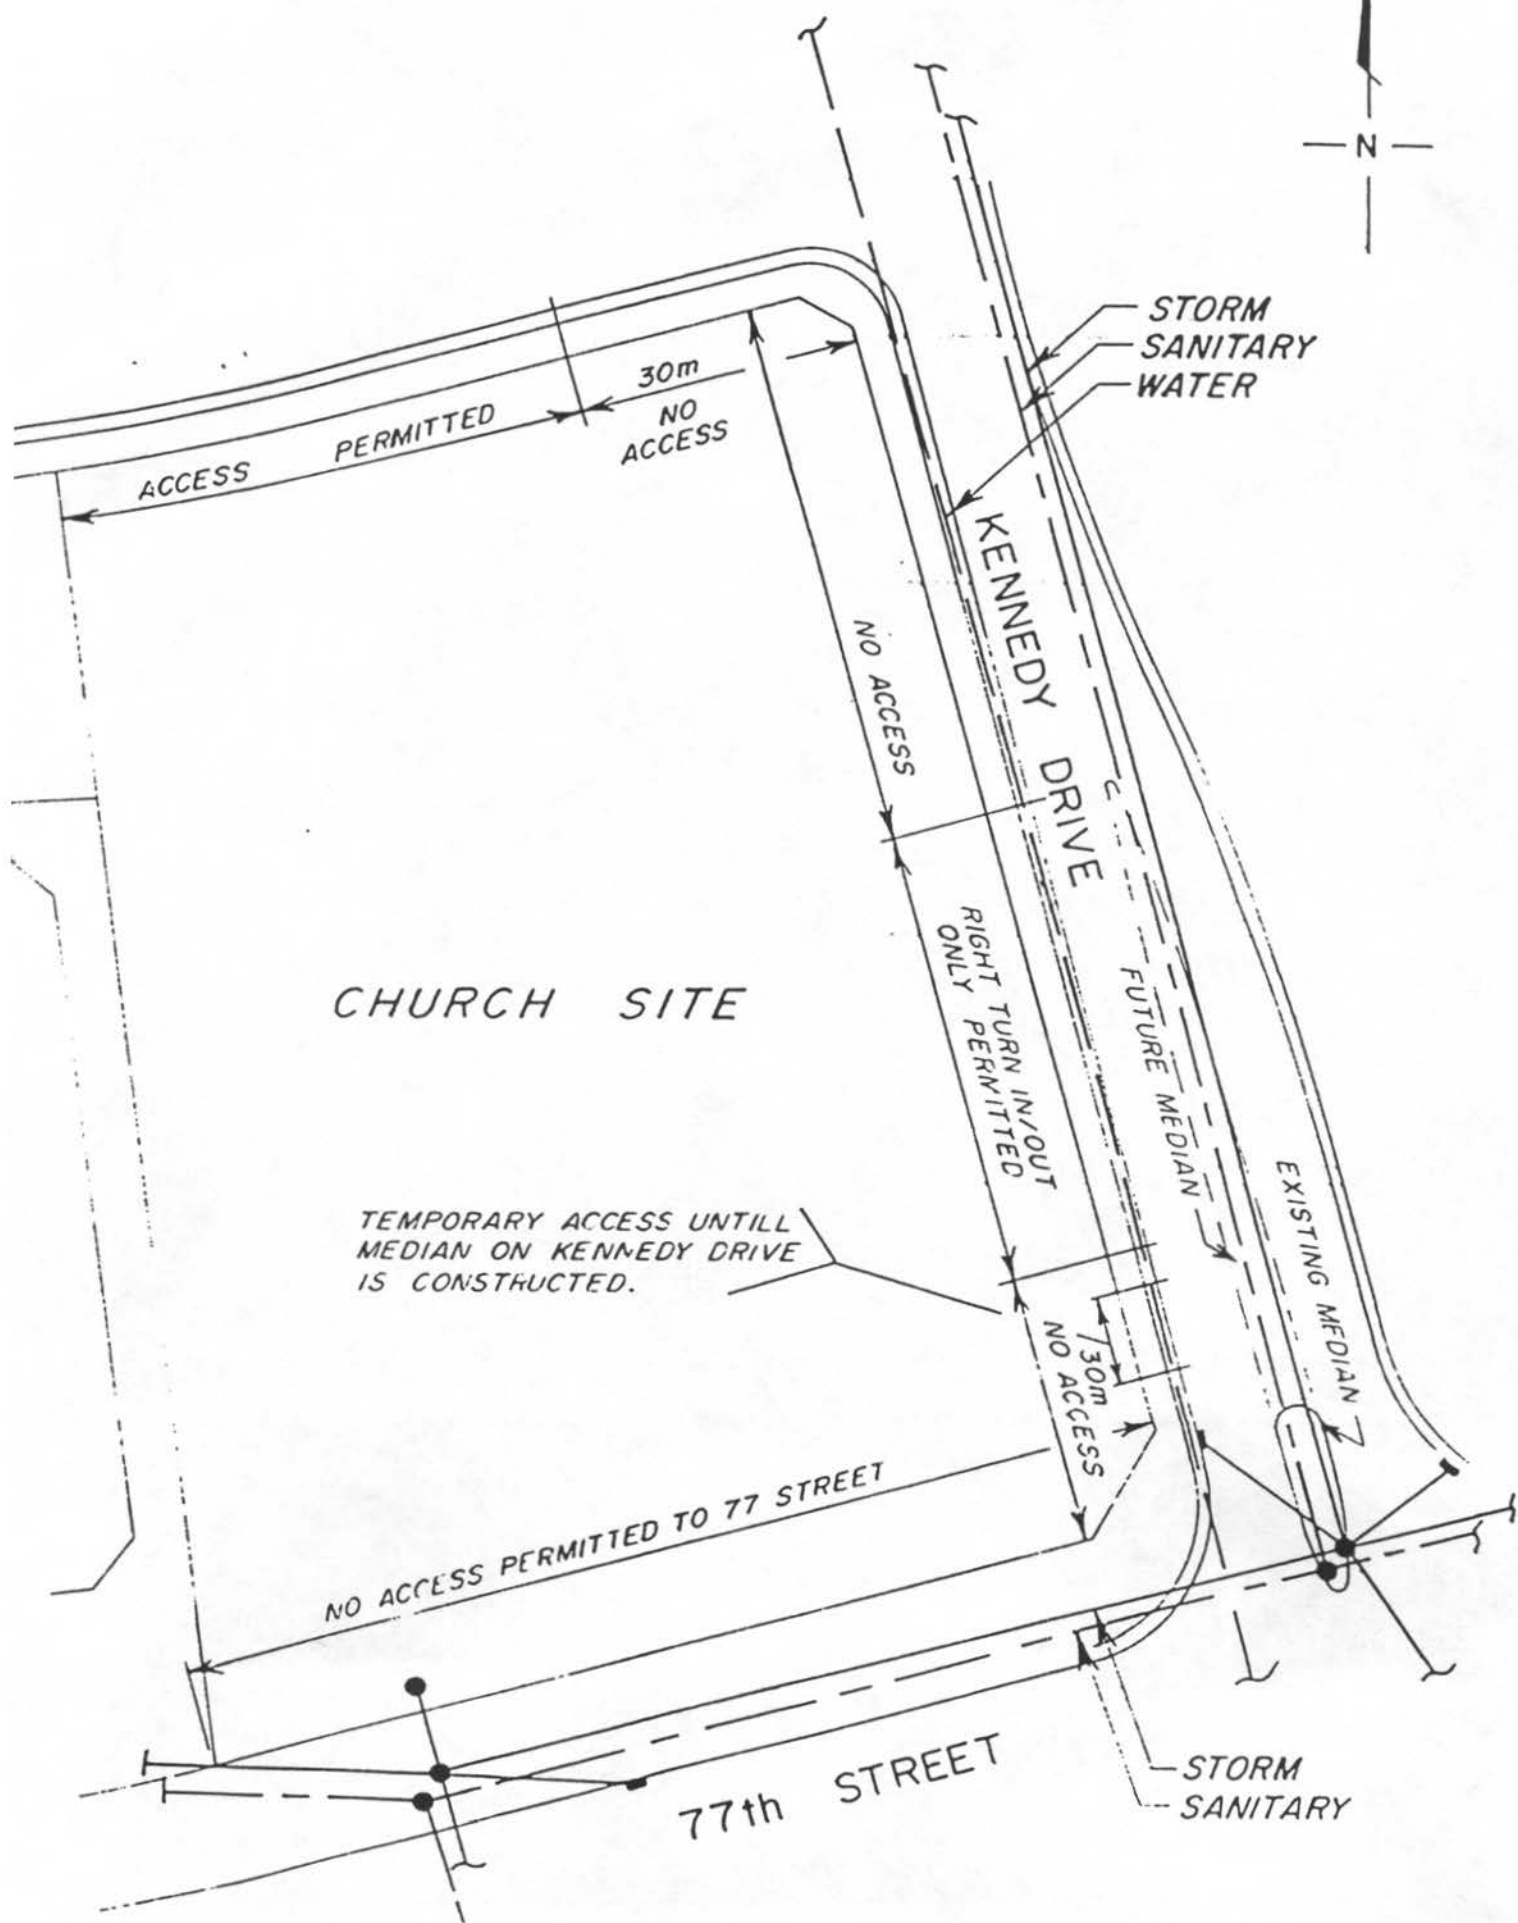 N
STORM
SANITARY
WATER
30m
NO
ACCESS
ACCESS PERMITTED
KENNEDY DRIVE
NO ACCESS
CHURCH SITE
RIGHT TURN IN/OUT
ONLY PERMITTED
FUTURE MEDIAN
EXISTING MEDIAN
TEMPORARY ACCESS UNTILL
MEDIAN ON KENNEDY DRIVE
IS CONSTRUCTED.
30m
NO ACCESS
NO ACCESS PERMITTED TO 77 STREET
77th STREET
STORM
SANITARY